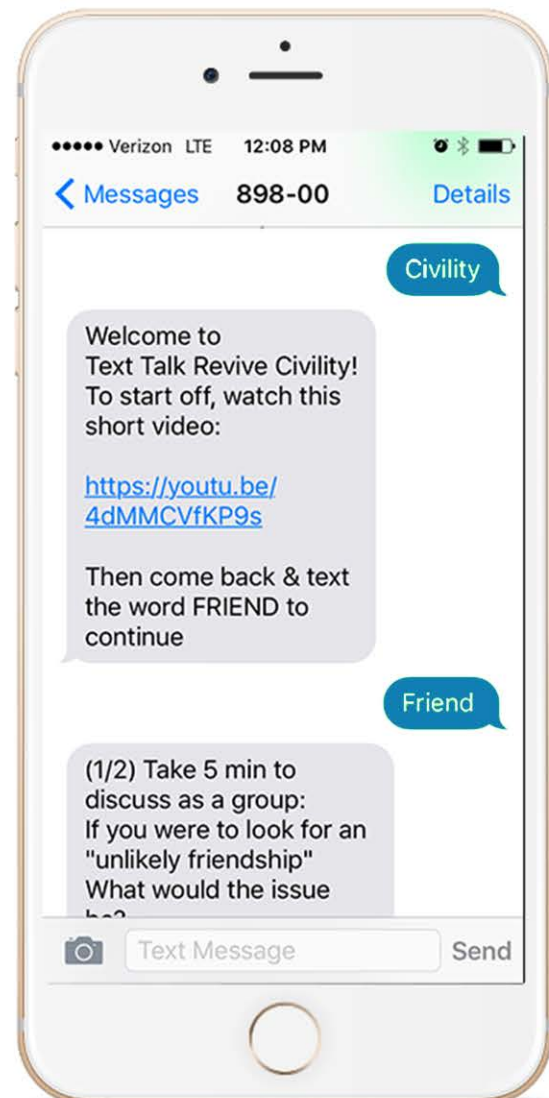 Verizon LTE 12:08 PM
Messages 898-00 Details
Civility
Welcome to
Text Talk Revive Civility!
To start off, watch this
short video:
https://youtu.be/
4dMMCVfKP9s
Then come back & text
the word FRIEND to
continue
Friend
(1/2) Take 5 min to
discuss as a group:
If you were to look for an
"unlikely friendship"
What would the issue
be?
Text Message Send